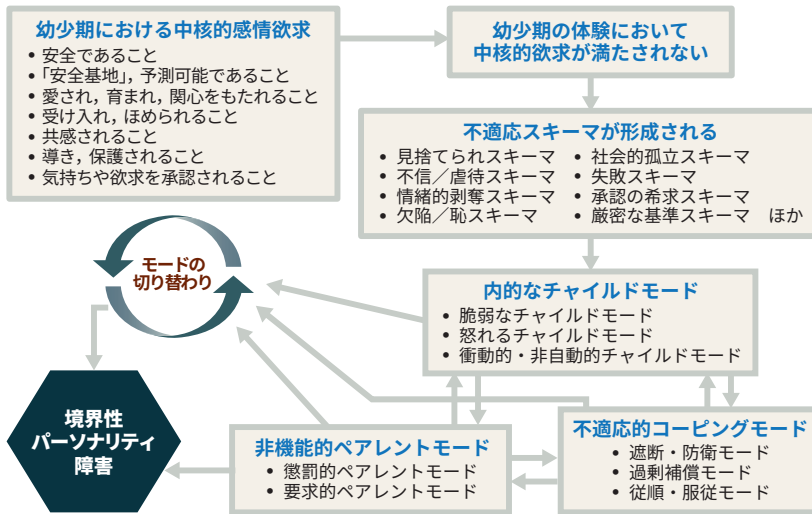 幼少期における中核的感情欲求
• 安全であること
• 「安全基地」，予測可能であること
• 愛され，育まれ，関心をもたれること
• 受け入れ，ほめられること
• 共感されること
• 導き，保護されること
• 気持ちや欲求を承認されること
幼少期の体験において
中核的欲求が満たされない
不適応スキーマが形成される
• 見捨てられスキーマ
• 不信／虐待スキーマ
• 情緒的剥奪スキーマ
• 欠陥／恥スキーマ
• 社会的孤立スキーマ
• 失敗スキーマ
• 承認の希求スキーマ
• 厳密な基準スキーマ　ほか
モードの
切り替わり
内的なチャイルドモード
• 脆弱なチャイルドモード
• 怒れるチャイルドモード
• 衝動的・非自動的チャイルドモード
境界性
パーソナリティ
障害
非機能的ペアレントモード
• 懲罰的ペアレントモード
• 要求的ペアレントモード
不適応的コーピングモード
• 遮断・防衛モード
• 過剰補償モード
• 従順・服従モード